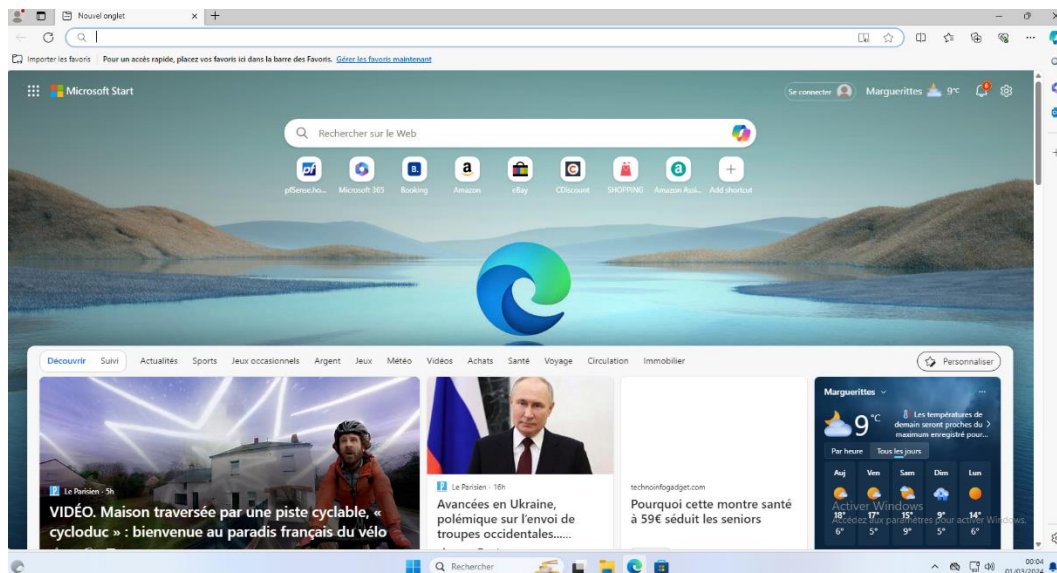 Nouvel onglet
Importer les favoris Pour un accès rapide, placez vos favoris ici dans la barre des Favoris. Gérer les favoris maintenant
Microsoft Start
Se connecter
Marguerittes 9°C
6
Rechercher sur le Web
pf
B.
a
C
a
pfSense.ho... Microsoft 365 Booking Amazon eBay CDiscount SHOPPING Amazon Assi... Add shortcut
Découvrir Suivi Actualités Sports Jeux occasionnels Argent Jeux Météo Vidéos Achats Santé Voyage Circulation Immobilier
Personnaliser
Le Parisien · 5h
VIDÉO. Maison traversée par une piste cyclable, «
cycloduc » : bienvenue au paradis français du vélo
Le Parisien · 16h
Avancées en Ukraine,
polémique sur l'envoi de
troupes occidentales......
technoinfogadget.com
Pourquoi cette montre santé
à 59€ séduit les seniors
Marguerittes
9°C
Les températures de
demain seront proches du
maximum enregistré pour...
Par heure Tous les jours
Auj Ven Sam Dim Lun
18° 17° 15° 9° 14°
6° 5° 9° 5° 6°
Activer Windows
Accédez aux paramètres pour activer Windows.
Rechercher
00:04
01/03/2024